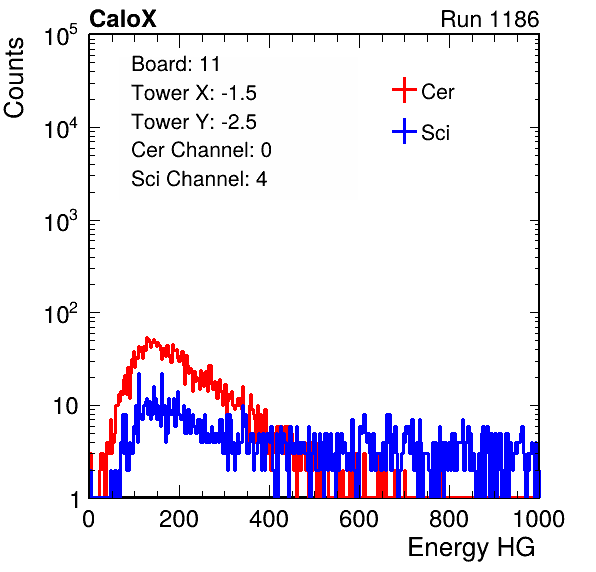 CaloX Run 1186
Counts
Board: 11
Tower X: -1.5
Tower Y: -2.5
Cer Channel: 0
Sci Channel: 4
Cer
Sci
10^5
10^4
10^3
10^2
10
1
0 200 400 600 800 1000
Energy HG